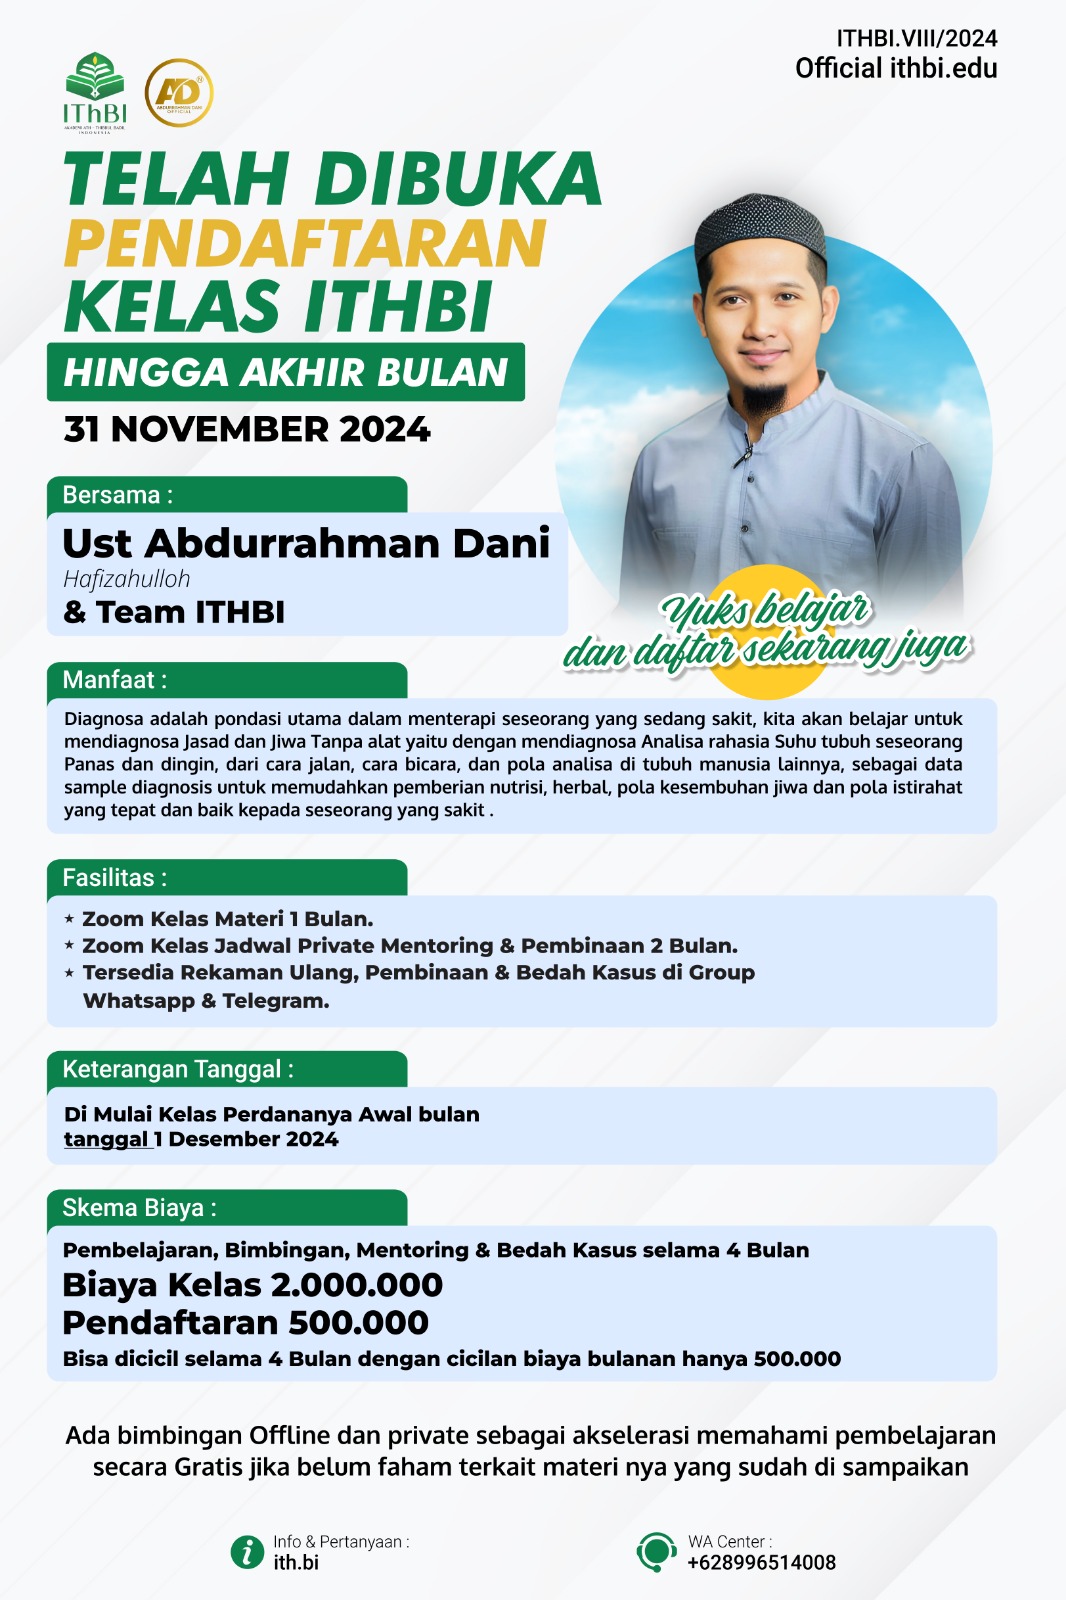 ITHBI.VIII/2024
Official ithbi.edu
IThBI
AKADEMI ATH - THIBBUL BADIL
INDONESIA
AD
ABDURRAHMAN DANI
OFFICIAL
TELAH DIBUKA
PENDAFTARAN
KELAS ITHBI
HINGGA AKHIR BULAN
31 NOVEMBER 2024
Bersama :
Ust Abdurrahman Dani
Hafizahulloh
& Team ITHBI
Yuks belajar
dan daftar sekarang juga
Manfaat :
Diagnosa adalah pondasi utama dalam menterapi seseorang yang sedang sakit, kita akan belajar untuk
mendiagnosa Jasad dan Jiwa Tanpa alat yaitu dengan mendiagnosa Analisa rahasia Suhu tubuh seseorang
Panas dan dingin, dari cara jalan, cara bicara, dan pola analisa di tubuh manusia lainnya, sebagai data
sample diagnosis untuk memudahkan pemberian nutrisi, herbal, pola kesembuhan jiwa dan pola istirahat
yang tepat dan baik kepada seseorang yang sakit .
Fasilitas :
★ Zoom Kelas Materi 1 Bulan.
★ Zoom Kelas Jadwal Private Mentoring & Pembinaan 2 Bulan.
★ Tersedia Rekaman Ulang, Pembinaan & Bedah Kasus di Group
Whatsapp & Telegram.
Keterangan Tanggal :
Di Mulai Kelas Perdananya Awal bulan
tanggal 1 Desember 2024
Skema Biaya :
Pembelajaran, Bimbingan, Mentoring & Bedah Kasus selama 4 Bulan
Biaya Kelas 2.000.000
Pendaftaran 500.000
Bisa dicicil selama 4 Bulan dengan cicilan biaya bulanan hanya 500.000
Ada bimbingan Offline dan private sebagai akselerasi memahami pembelajaran
secara Gratis jika belum faham terkait materi nya yang sudah di sampaikan
Info & Pertanyaan :
ith.bi
WA Center :
+628996514008